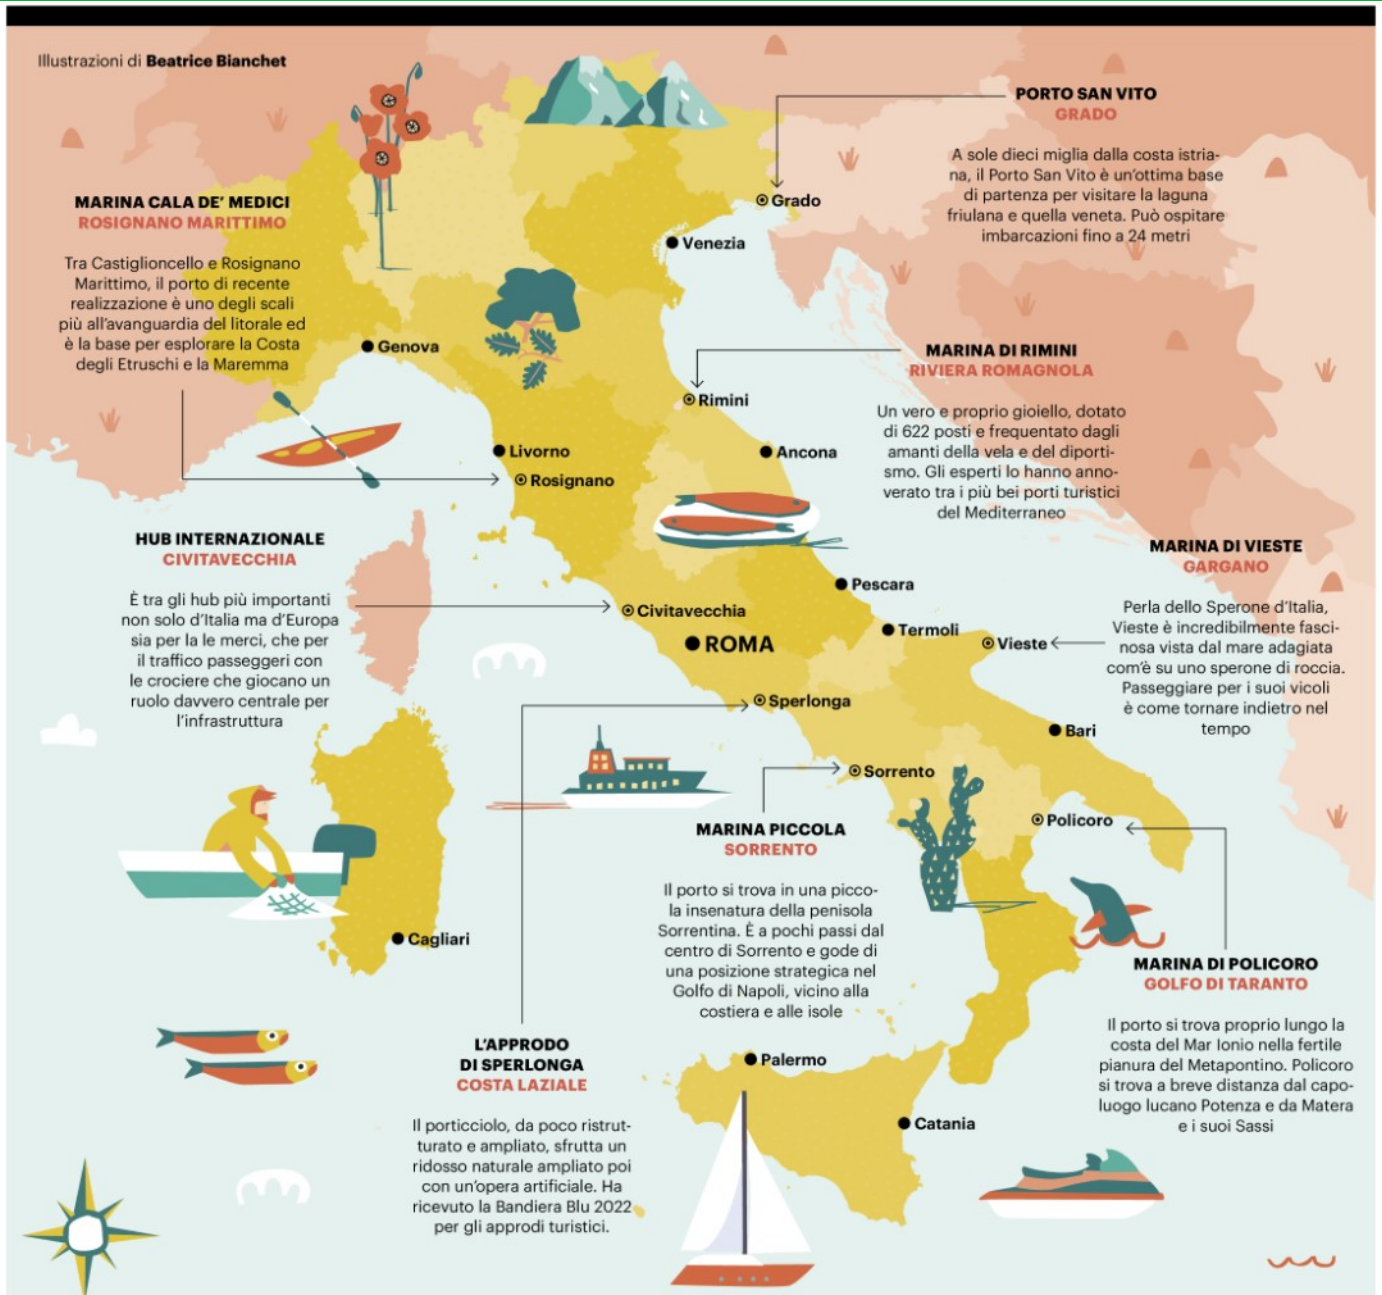 Illustrazioni di Beatrice Bianchet
PORTO SAN VITO
GRADO
A sole dieci miglia dalla costa istria-
na, il Porto San Vito è un'ottima base
di partenza per visitare la laguna
friulana e quella veneta. Può ospitare
imbarcazioni fino a 24 metri
MARINA CALA DE' MEDICI
ROSIGNANO MARITTIMO
Tra Castiglioncello e Rosignano
Marittimo, il porto di recente
realizzazione è uno degli scali
più all'avanguardia del litorale ed
è la base per esplorare la Costa
degli Etruschi e la Maremma
Grado
Venezia
Genova
MARINA DI RIMINI
RIVIERA ROMAGNOLA
Un vero e proprio gioiello, dotato
di 622 posti e frequentato dagli
amanti della vela e del diporti-
smo. Gli esperti lo hanno anno-
verato tra i più bei porti turistici
del Mediterraneo
Rimini
Livorno
Ancona
Rosignano
HUB INTERNAZIONALE
CIVITAVECCHIA
È tra gli hub più importanti
non solo d'Italia ma d'Europa
sia per la le merci, che per
il traffico passeggeri con
le crociere che giocano un
ruolo davvero centrale per
l'infrastruttura
MARINA DI VIESTE
GARGANO
Perla dello Sperone d'Italia,
Vieste è incredibilmente fasci-
nosa vista dal mare adagiata
com'è su uno sperone di roccia.
Passeggiare per i suoi vicoli
è come tornare indietro nel
tempo
Pescara
Civitavecchia
Termoli
ROMA
Vieste
Sperlonga
Bari
Sorrento
Policoro
MARINA PICCOLA
SORRENTO
Il porto si trova in una picco-
la insenatura della penisola
Sorrentina. È a pochi passi dal
centro di Sorrento e gode di
una posizione strategica nel
Golfo di Napoli, vicino alla
costiera e alle isole
Cagliari
MARINA DI POLICORO
GOLFO DI TARANTO
Il porto si trova proprio lungo la
costa del Mar Ionio nella fertile
pianura del Metapontino. Policoro
si trova a breve distanza dal capo-
luogo lucano Potenza e da Matera
e i suoi Sassi
L'APPRODO
DI SPERLONGA
COSTA LAZIALE
Il porticciolo, da poco ristrut-
turato e ampliato, sfrutta un
ridosso naturale ampliato poi
con un'opera artificiale. Ha
ricevuto la Bandiera Blu 2022
per gli approdi turistici.
Palermo
Catania